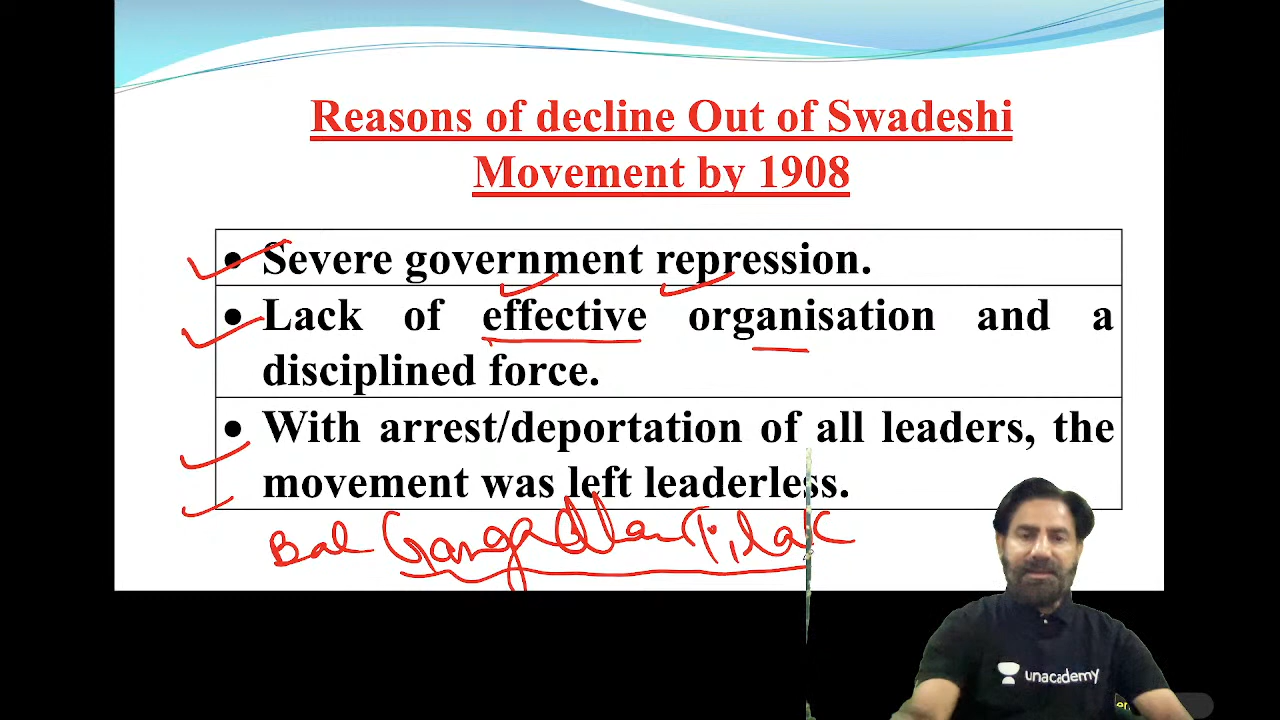 Reasons of decline Out of Swadeshi
Movement by 1908
• Severe government repression.
• Lack of effective organisation and a
disciplined force.
• With arrest/deportation of all leaders, the
movement was left leaderless.
Bal Gangadhar Tilak
unacademy